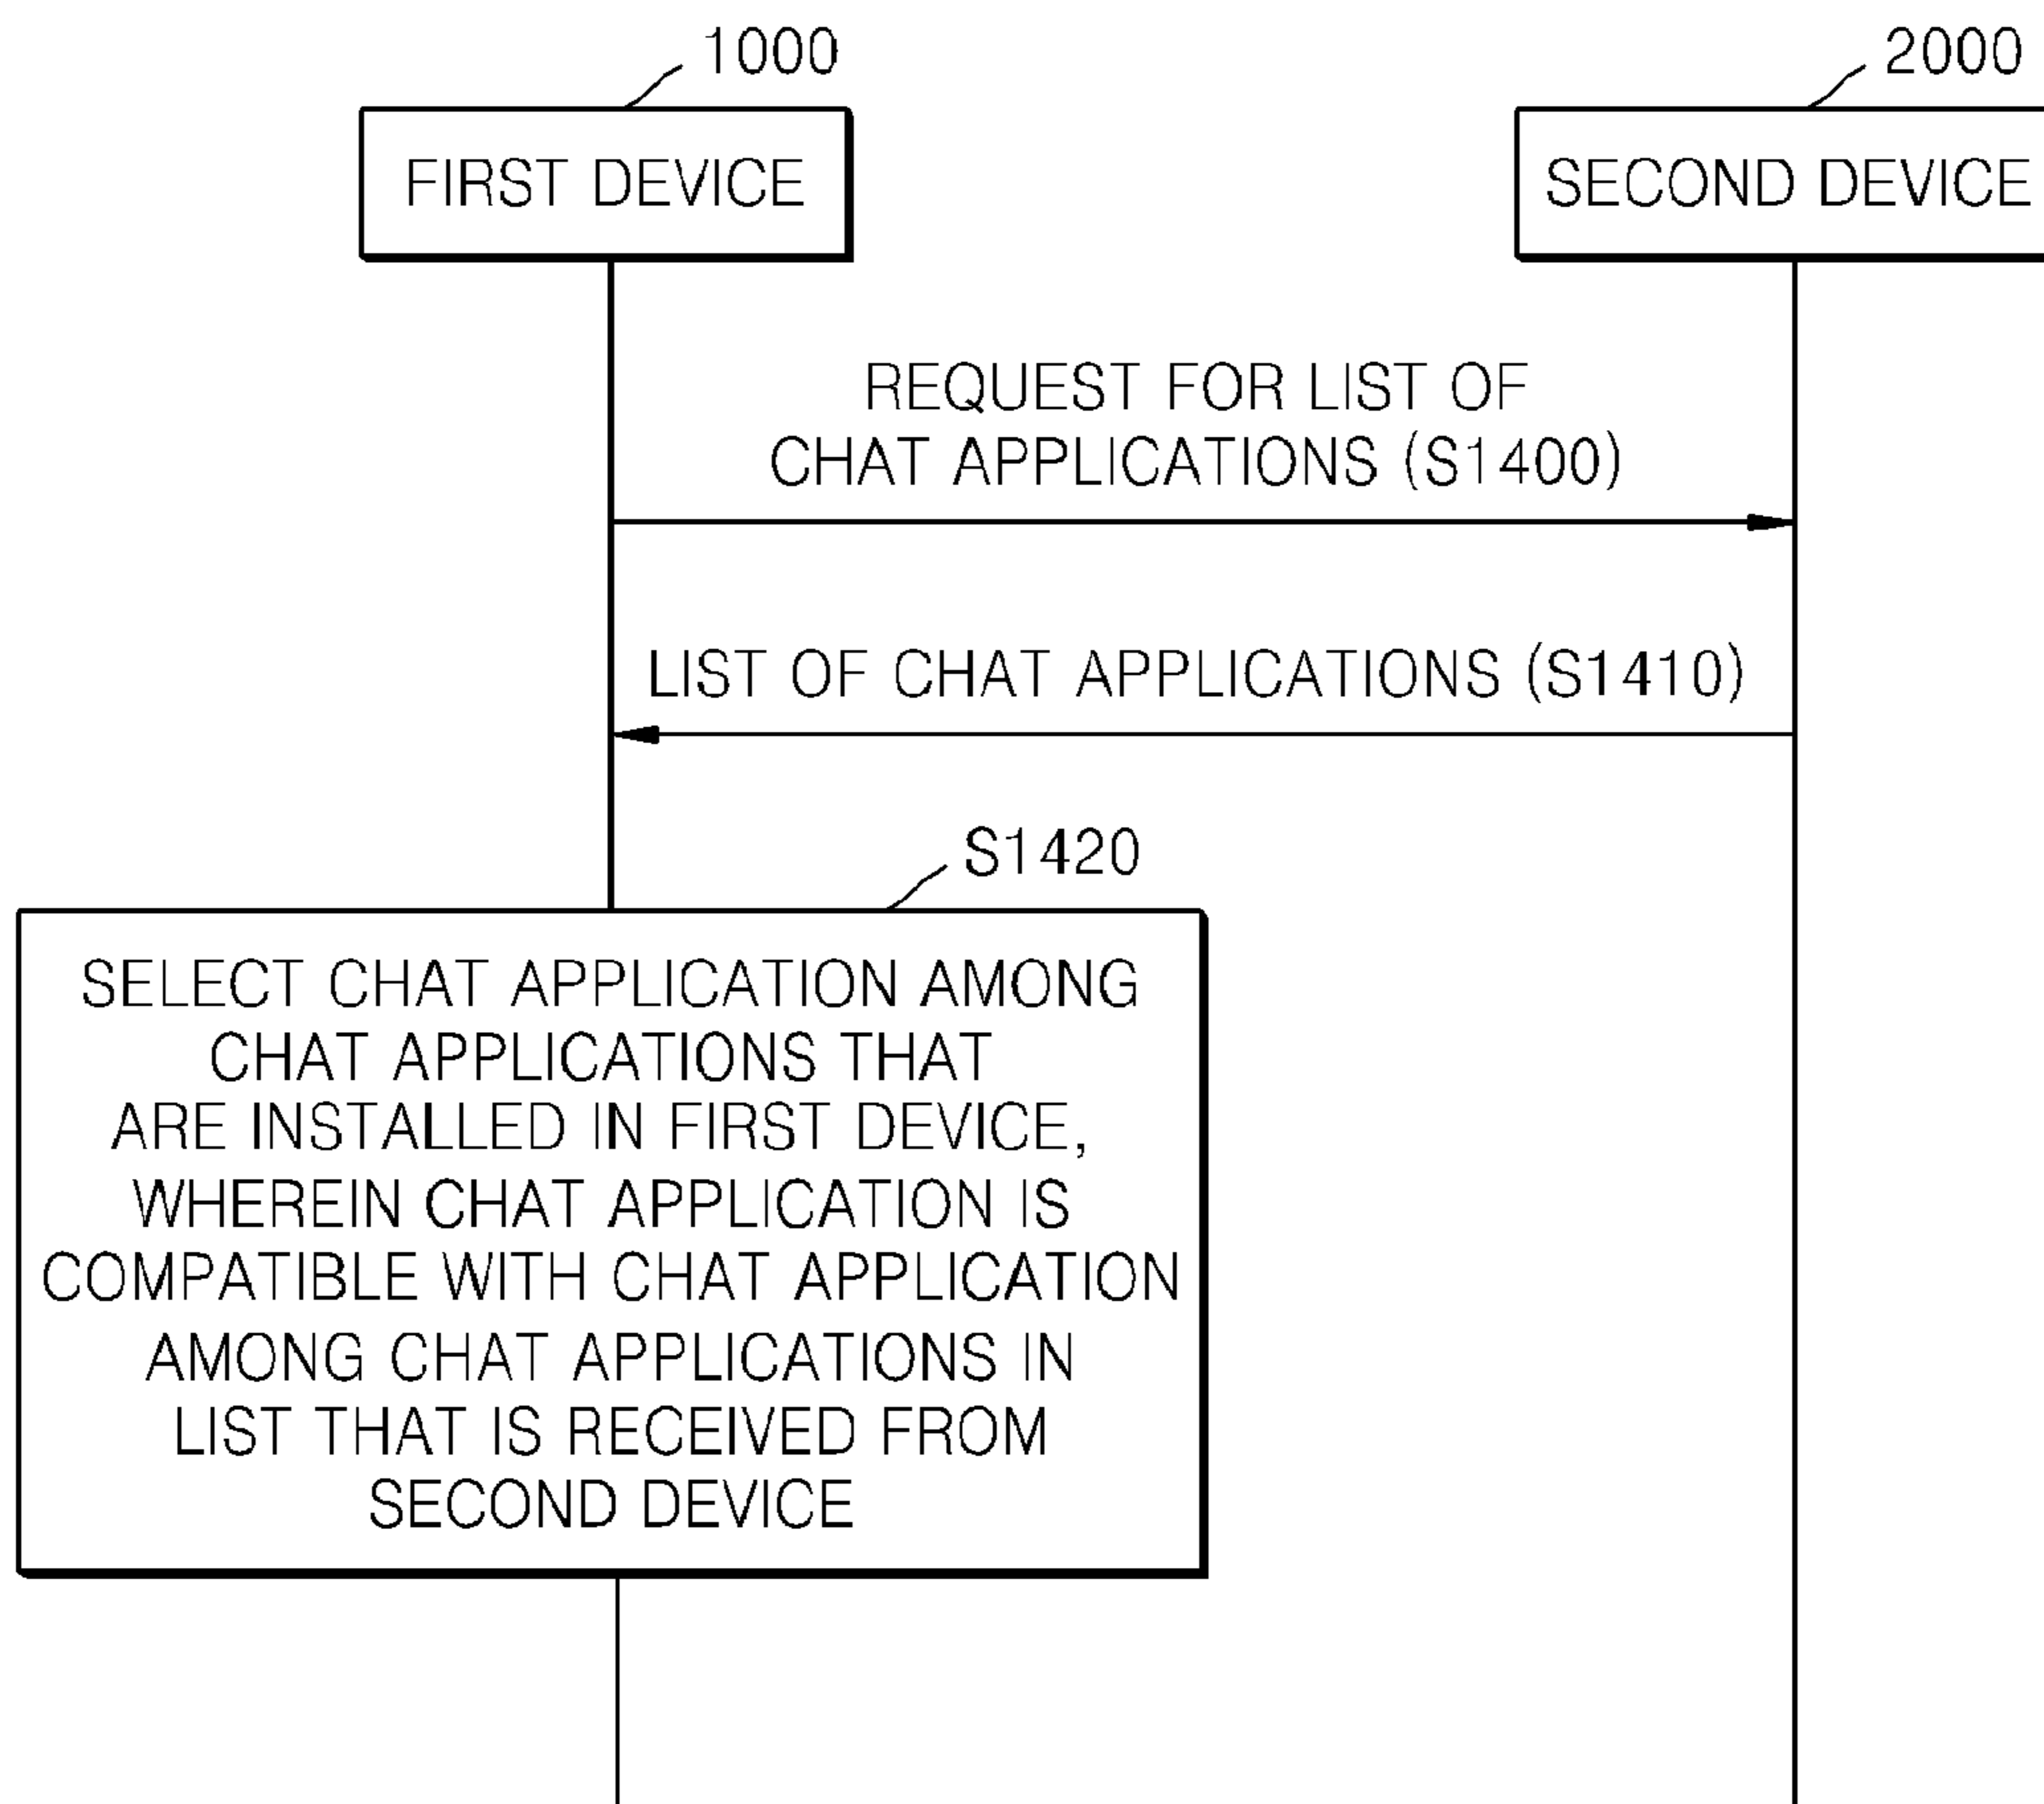 1000
2000
FIRST DEVICE
SECOND DEVICE
REQUEST FOR LIST OF
CHAT APPLICATIONS (S1400)
LIST OF CHAT APPLICATIONS (S1410)
S1420
SELECT CHAT APPLICATION AMONG
CHAT APPLICATIONS THAT
ARE INSTALLED IN FIRST DEVICE,
WHEREIN CHAT APPLICATION IS
COMPATIBLE WITH CHAT APPLICATION
AMONG CHAT APPLICATIONS IN
LIST THAT IS RECEIVED FROM
SECOND DEVICE